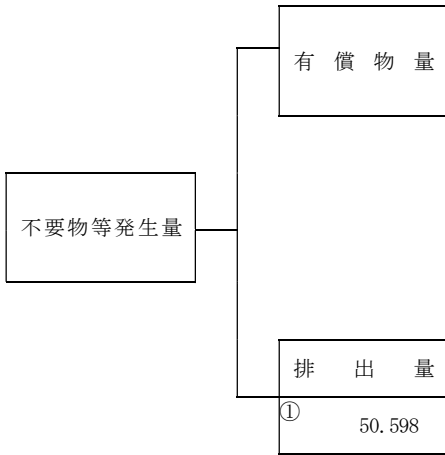 有償物量
不要物等発生量
排出量
①
50.598